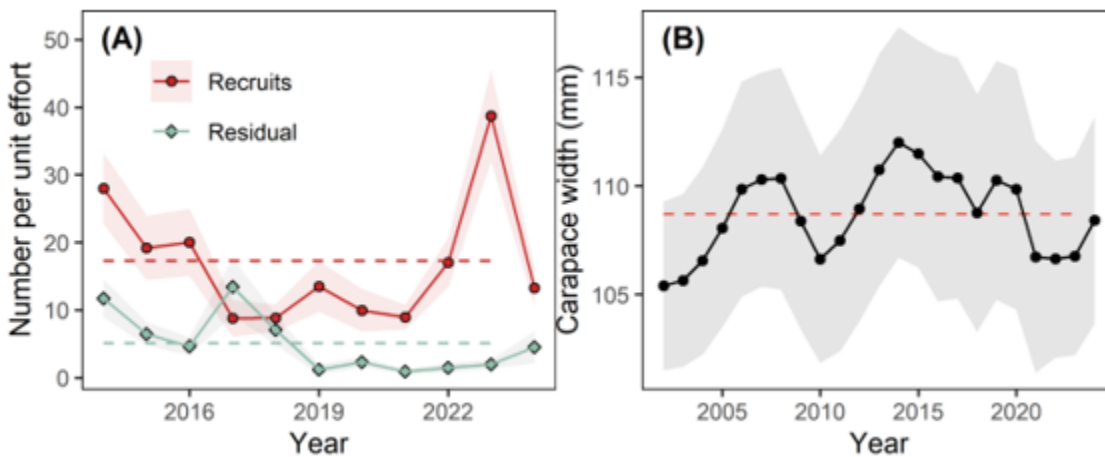 (A)
Number per unit effort
50
40
30
20
10
0
Recruits
Residual
2016
2019
2022
Year
(B)
Carapace width (mm)
115
110
105
2005
2010
2015
2020
Year